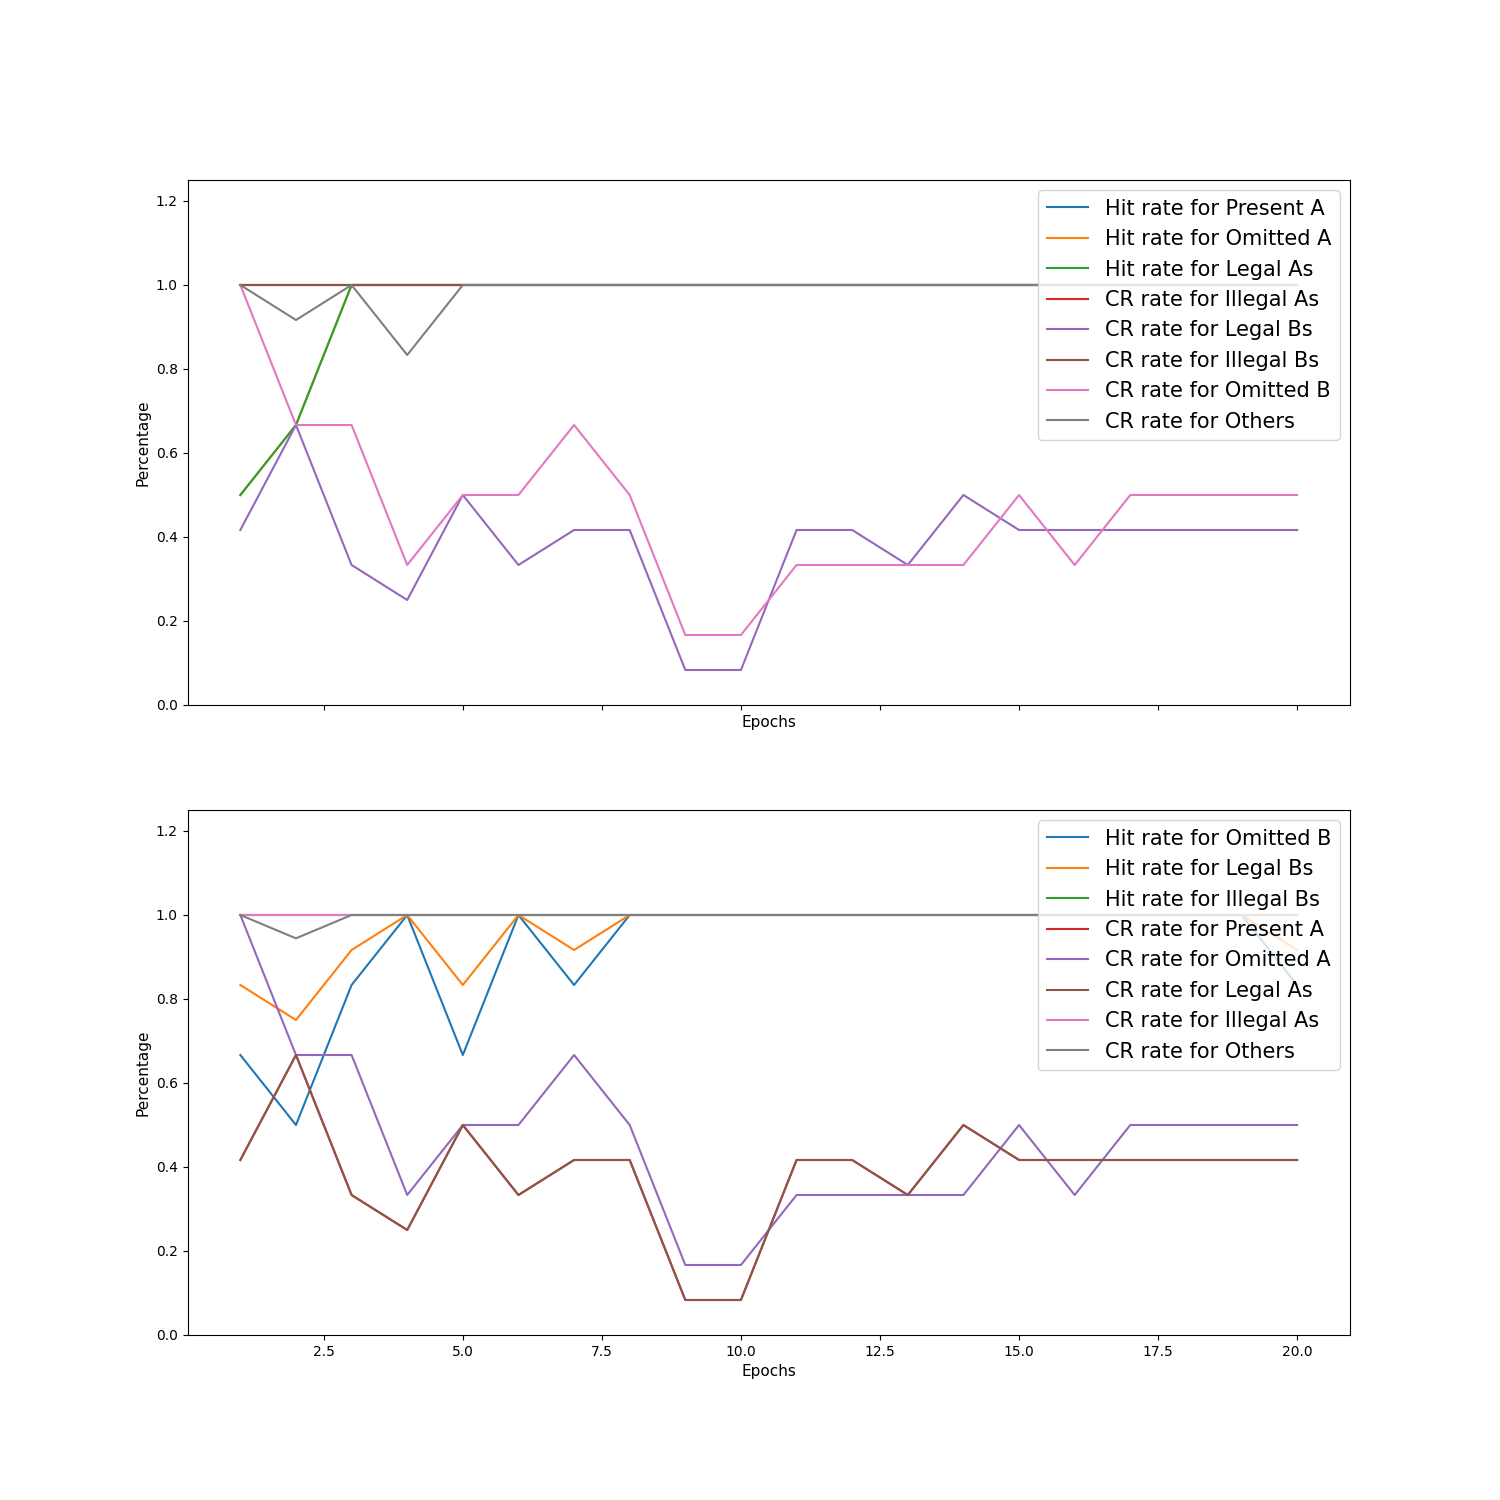 1.2
1.0
0.8
0.6
0.4
0.2
0.0
Percentage
Epochs
Hit rate for Present A
Hit rate for Omitted A
Hit rate for Legal As
CR rate for Illegal As
CR rate for Legal Bs
CR rate for Illegal Bs
CR rate for Omitted B
CR rate for Others
1.2
1.0
0.8
0.6
0.4
0.2
0.0
Percentage
2.5 5.0 7.5 10.0 12.5 15.0 17.5 20.0
Epochs
Hit rate for Omitted B
Hit rate for Legal Bs
Hit rate for Illegal Bs
CR rate for Present A
CR rate for Omitted A
CR rate for Legal As
CR rate for Illegal As
CR rate for Others